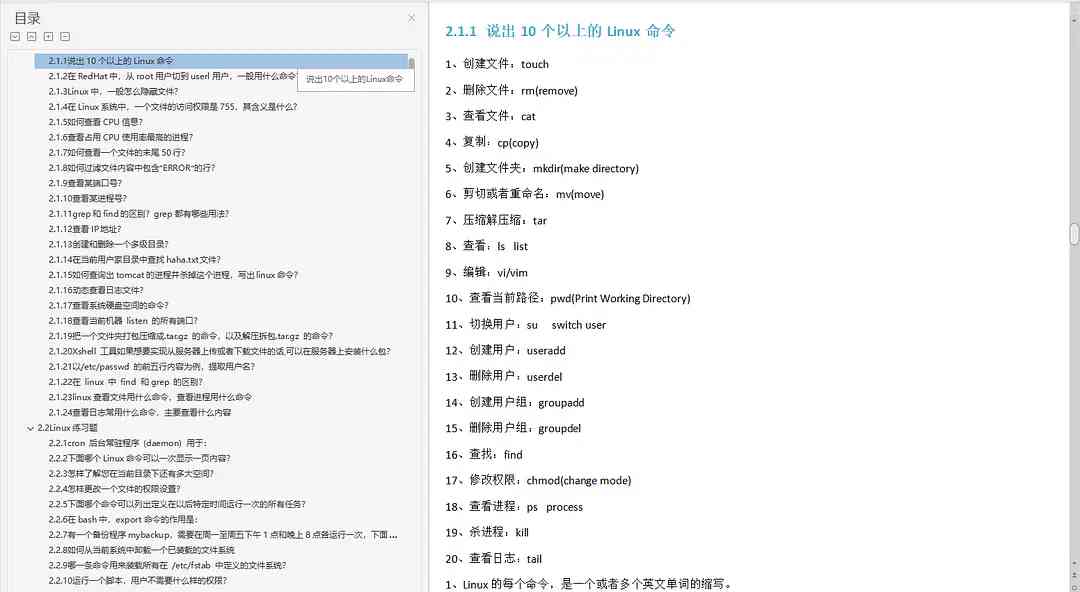 目录
2.1.1说出 10 个以上的 Linux 命令
2.1.2在 RedHat 中，从 root 用户切到 userl 用户，一般用什么命令
说出10个以上的Linux命令
2.1.3Linux 中，一般怎么隐藏文件?
2.1.4在 Linux 系统中，一个文件的访问权限是 755，其含义是什么?
2.1.5如何查看 CPU 信息?
2.1.6查看占用 CPU 使用率最高的进程?
2.1.7如何查看一个文件的末尾 50 行?
2.1.8如何过滤文件内容中包含"ERROR"的行?
2.1.9查看某端口号?
2.1.10查看某进程号?
2.1.11grep 和 find 的区别? grep 都有哪些用法?
2.1.12查看 IP 地址?
2.1.13创建和删除一个多级目录?
2.1.14在当前用户家目录中查找 haha.txt 文件?
2.1.15如何查询出 tomcat 的进程并杀掉这个进程，写出 linux 命令?
2.1.16动态查看日志文件?
2.1.17查看系统硬盘空间的命令?
2.1.18查看当前机器 listen 的所有端口?
2.1.19把一个文件夹打包压缩成.tar.gz 的命令，以及解压拆包.tar.gz 的命令?
2.1.20Xshell 工具如果想要实现从服务器上传或者下载文件的话,可以在服务器上安装什么包?
2.1.21以/etc/passwd 的前五行内容为例，提取用户名?
2.1.22在 linux 中 find 和 grep 的区别?
2.1.23linux 查看文件用什么命令，查看进程用什么命令
2.1.24查看日志常用什么命令，主要查看什么内容
2.2Linux 练习题
2.2.1cron 后台常驻程序 (daemon) 用于:
2.2.2下面哪个 Linux 命令可以一次显示一页内容?
2.2.3怎样了解您在当前目录下还有多大空间?
2.2.4怎样更改一个文件的权限设置?
2.2.5下面哪个命令可以列出定义在以后特定时间运行一次的所有任务?
2.2.6在 bash 中，export 命令的作用是:
2.2.7有一个备份程序 mybackup，需要在周一至周五下午 1 点和晚上 8 点各运行一次，下面 ...
2.2.8如何从当前系统中卸载一个已装载的文件系统
2.2.9哪一条命令用来装载所有在 /etc/fstab 中定义的文件系统?
2.2.10运行一个脚本，用户不需要什么样的权限?
2.1.1 说出 10 个以上的 Linux 命令
1、创建文件：touch
2、删除文件：rm(remove)
3、查看文件：cat
4、复制：cp(copy)
5、创建文件夹：mkdir(make directory)
6、剪切或者重命名：mv(move)
7、压缩解压缩：tar
8、查看：ls list
9、编辑：vi/vim
10、查看当前路径：pwd(Print Working Directory)
11、切换用户：su switch user
12、创建用户：useradd
13、删除用户：userdel
14、创建用户组：groupadd
15、删除用户组：groupdel
16、查找：find
17、修改权限：chmod(change mode)
18、查看进程：ps process
19、杀进程：kill
20、查看日志：tail
1、Linux 的每个命令，是一个或者多个英文单词的缩写。